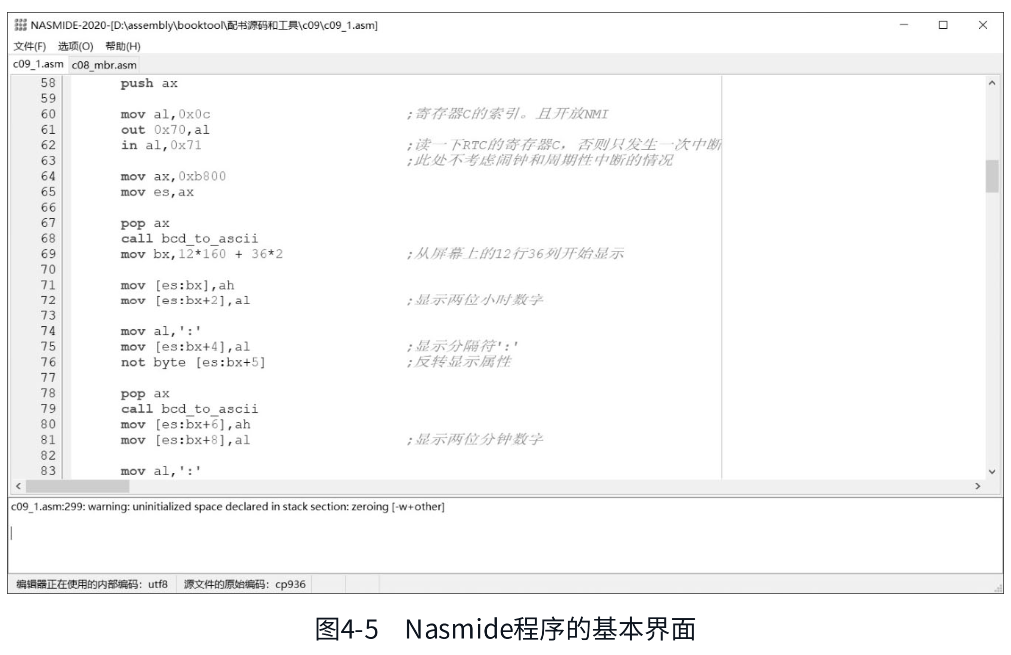 NASMIDE-2020-[D:\assembly\booktool\配书源码和工具\c09\c09_1.asm]
文件(F) 选项(O) 帮助(H)
c09_1.asm c08_mbr.asm
58 push ax
59
60 mov al,0x0c ;寄存器C的索引。且开放NMI
61 out 0x70,al
62 in al,0x71 ;读一下RTC的寄存器C，否则只发生一次中断
63 ;此处不考虑闹钟和周期性中断的情况
64 mov ax,0xb800
65 mov es,ax
66
67 pop ax
68 call bcd_to_ascii
69 mov bx,12*160 + 36*2 ;从屏幕上的12行36列开始显示
70
71 mov [es:bx],ah
72 mov [es:bx+2],al ;显示两位小时数字
73
74 mov al,':'
75 mov [es:bx+4],al ;显示分隔符':'
76 not byte [es:bx+5] ;反转显示属性
77
78 pop ax
79 call bcd_to_ascii
80 mov [es:bx+6],ah
81 mov [es:bx+8],al ;显示两位分钟数字
82
83 mov al,':'
c09_1.asm:299: warning: uninitialized space declared in stack section: zeroing [-w+other]
编辑器正在使用的内部编码：utf8 源文件的原始编码：cp936
图4-5 Nasmide程序的基本界面